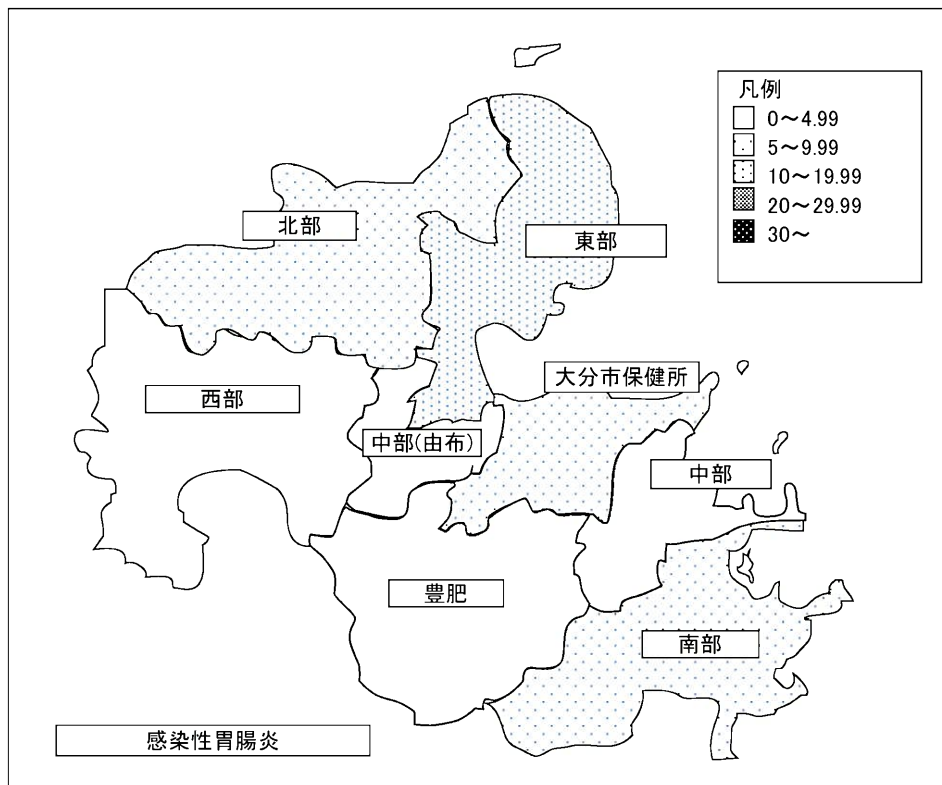 凡例
0～4.99
5～9.99
10～19.99
20～29.99
30～
北部
東部
大分市保健所
西部
中部(由布)
中部
豊肥
南部
感染性胃腸炎